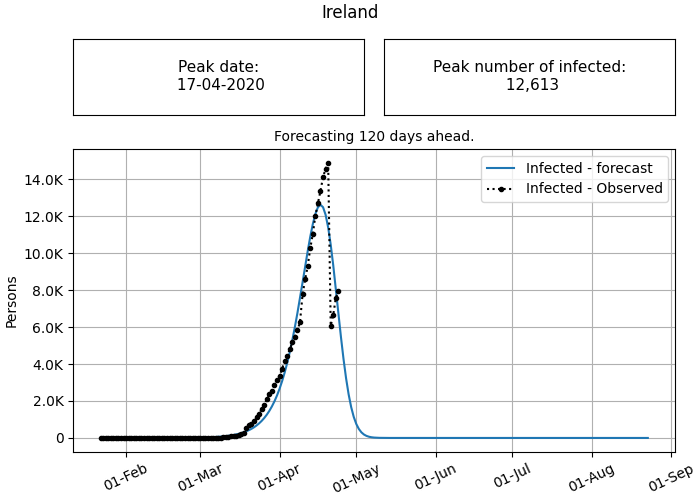 Ireland
Peak date:
17-04-2020
Peak number of infected:
12,613
Forecasting 120 days ahead.
Infected - forecast
Infected - Observed
Persons
14.0K
12.0K
10.0K
8.0K
6.0K
4.0K
2.0K
0
01-Feb
01-Mar
01-Apr
01-May
01-Jun
01-Jul
01-Aug
01-Sep